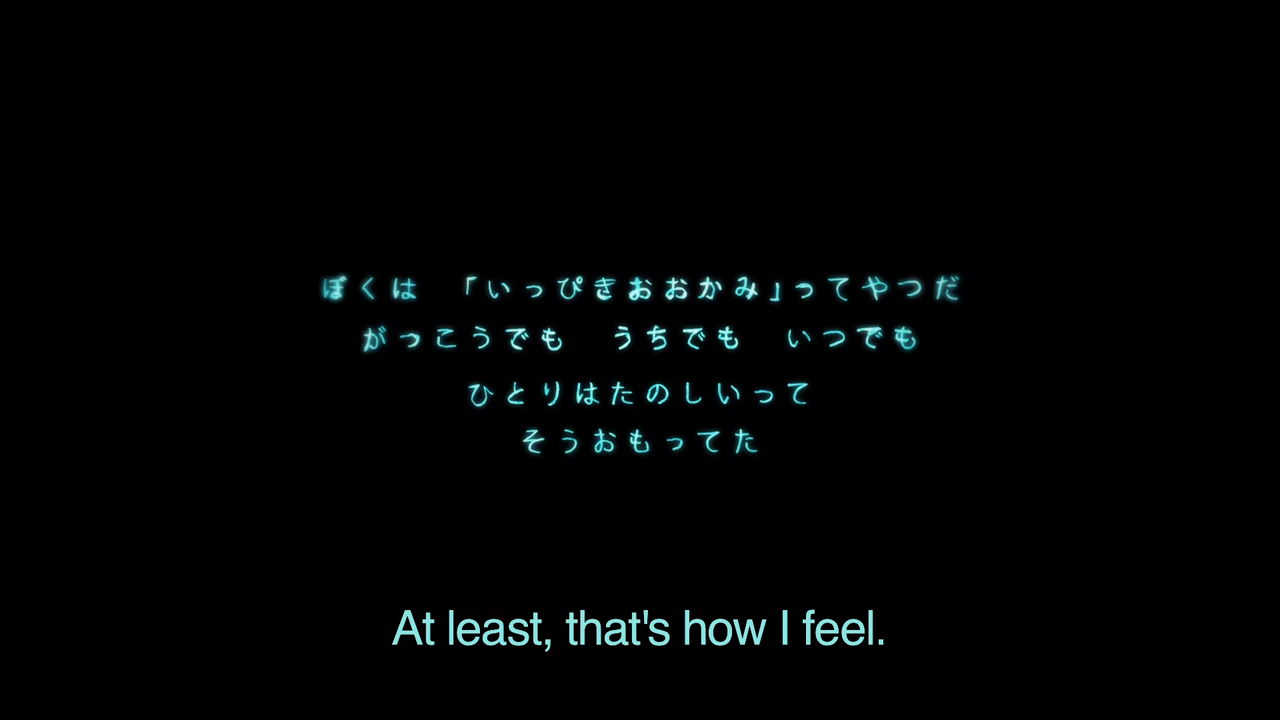 ぼくは　「いっぴきおおかみ」ってやつだ
がっこうでも　うちでも　いつでも
ひとりはたのしいって
そうおもってた
At least, that's how I feel.